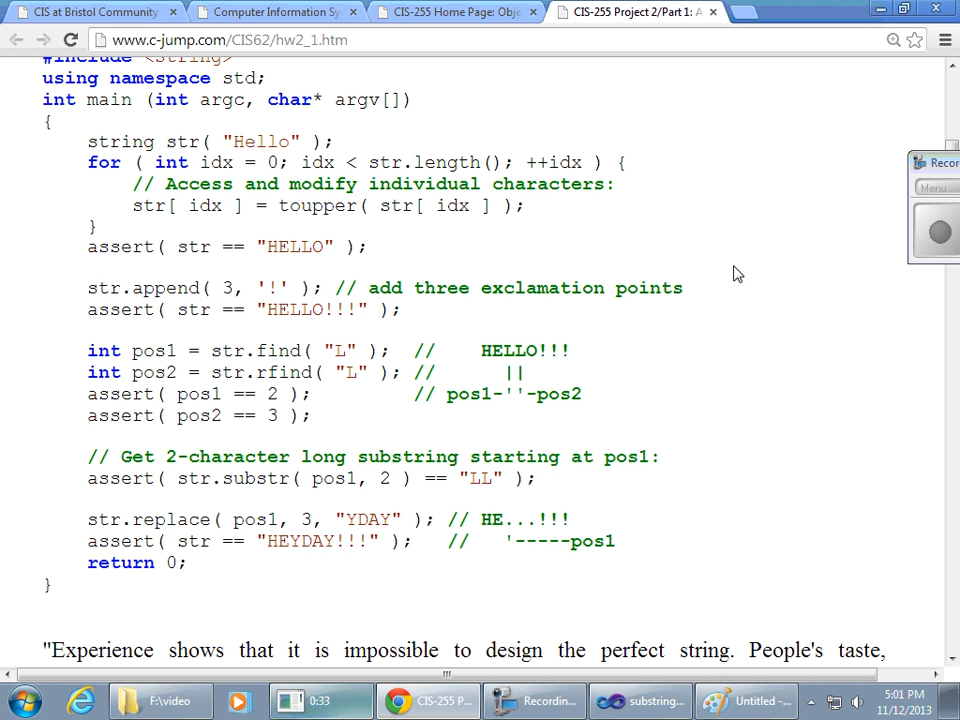 CIS at Bristol Community
Computer Information Sy
CIS-255 Home Page: Obje
CIS-255 Project 2/Part 1: A
www.c-jump.com/CIS62/hw2_1.htm
#include <string>
using namespace std;
int main (int argc, char* argv[])
{
string str( "Hello" );
for ( int idx = 0; idx < str.length(); ++idx ) {
// Access and modify individual characters:
str[ idx ] = toupper( str[ idx ] );
}
assert( str == "HELLO" );
str.append( 3, '!' ); // add three exclamation points
assert( str == "HELLO!!!" );
int pos1 = str.find( "L" ); // HELLO!!!
int pos2 = str.rfind( "L" ); // ||
assert( pos1 == 2 ); // pos1-''-pos2
assert( pos2 == 3 );
// Get 2-character long substring starting at pos1:
assert( str.substr( pos1, 2 ) == "LL" );
str.replace( pos1, 3, "YDAY" ); // HE...!!!
assert( str == "HEYDAY!!!" ); // '-----pos1
return 0;
}
"Experience shows that it is impossible to design the perfect string. People's taste,
Recor
Menu
F:\video
0:33
CIS-255 P...
Recordin...
substring...
Untitled -...
5:01 PM
11/12/2013